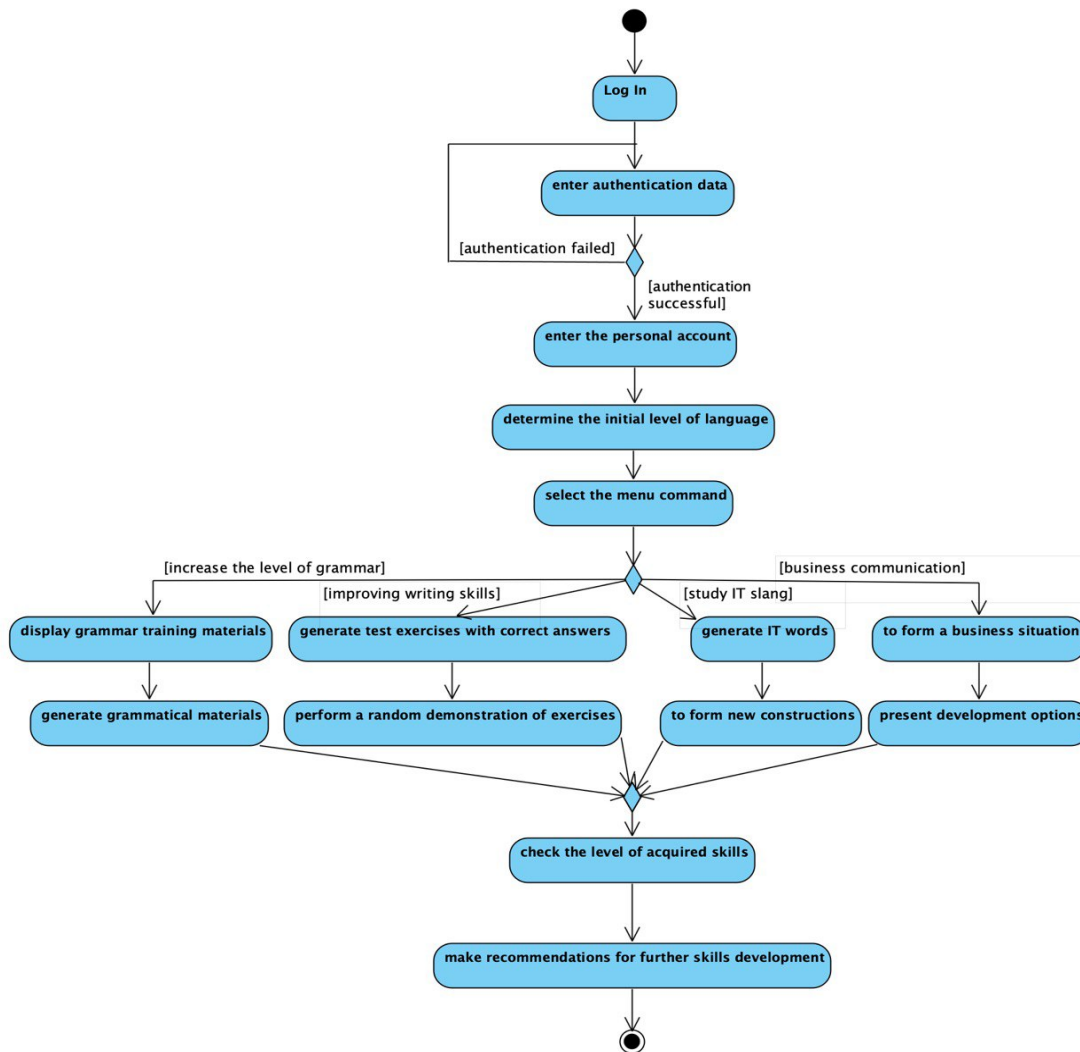 Log In
enter authentication data
[authentication failed]
[authentication
successful]
enter the personal account
determine the initial level of language
select the menu command
[increase the level of grammar]
[improving writing skills]
[study IT slang]
[business communication]
display grammar training materials
generate test exercises with correct answers
generate IT words
to form a business situation
generate grammatical materials
perform a random demonstration of exercises
to form new constructions
present development options
check the level of acquired skills
make recommendations for further skills development